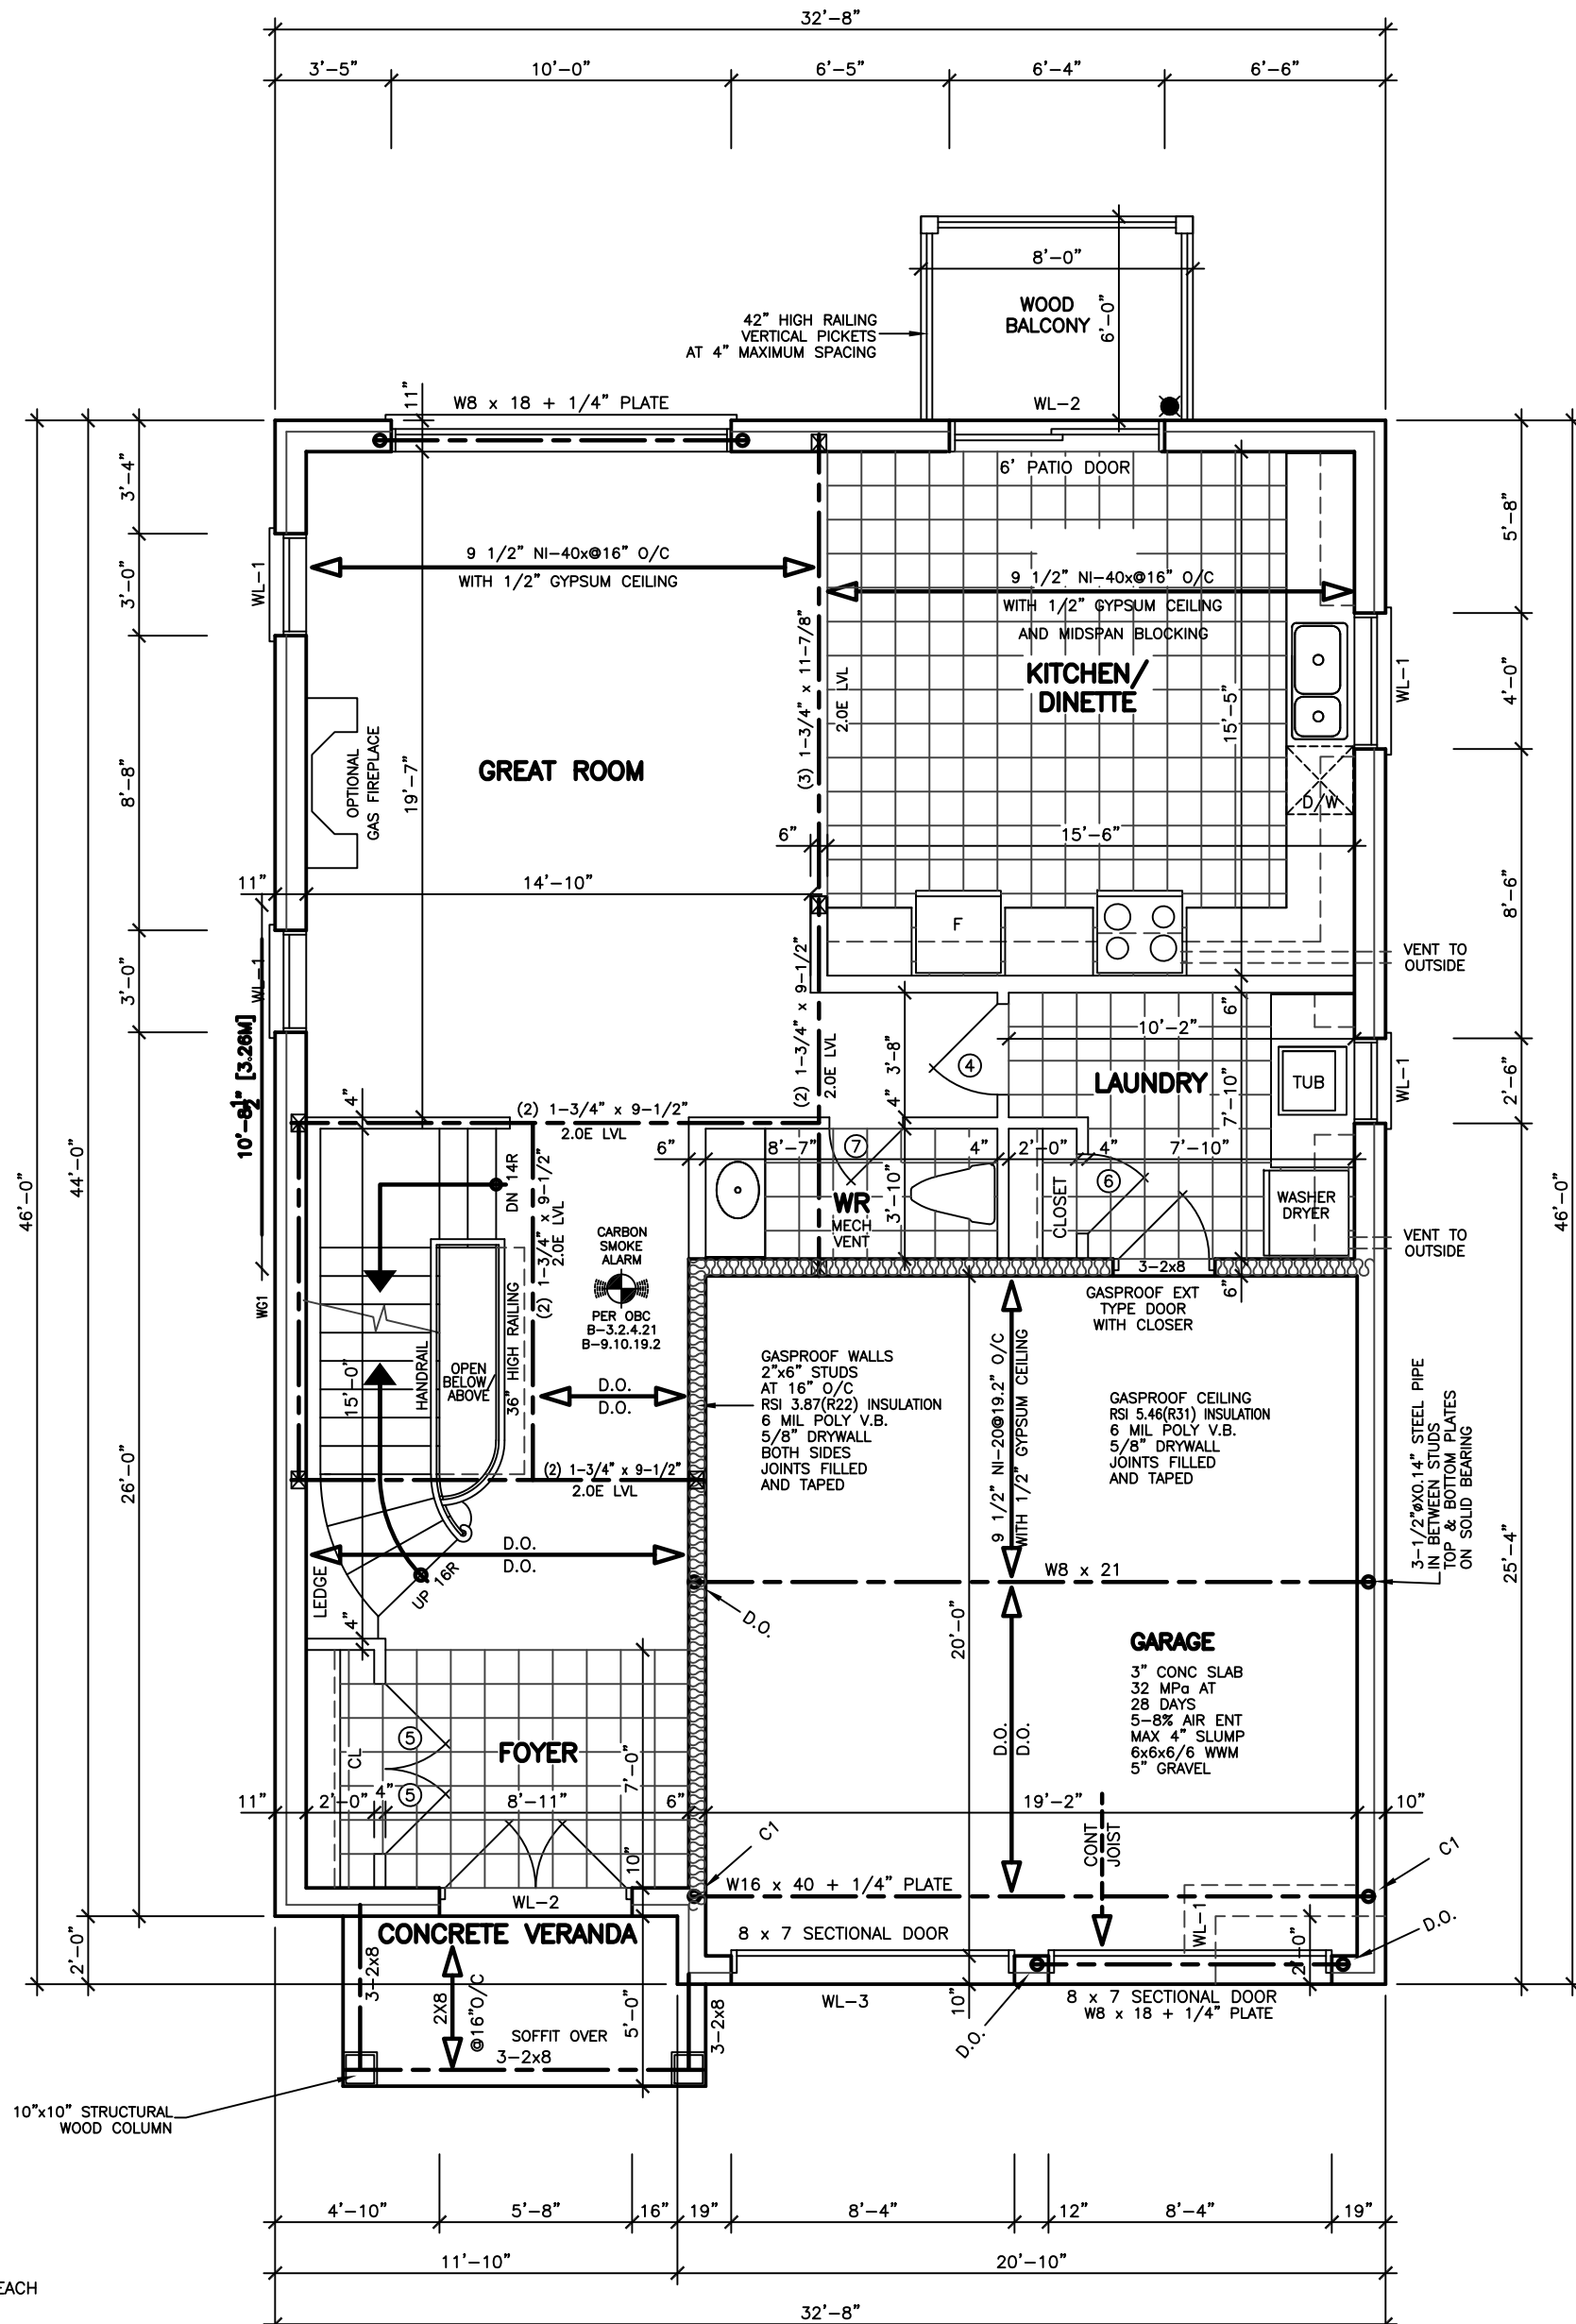 32'-8"
3'-5"
10'-0"
6'-5"
6'-4"
6'-6"
8'-0"
WOOD
BALCONY
6'-0"
42" HIGH RAILING
VERTICAL PICKETS
AT 4" MAXIMUM SPACING
11"
W8 x 18 + 1/4" PLATE
WL-2
6' PATIO DOOR
3'-4"
3'-0"
8'-8"
3'-0"
26'-0"
44'-0"
46'-0"
2'-0"
WL-1
WL-1
10'-8½" [3.26M]
WG1
9 1/2" NI-40x@16" O/C
WITH 1/2" GYPSUM CEILING
9 1/2" NI-40x@16" O/C
WITH 1/2" GYPSUM CEILING
AND MIDSPAN BLOCKING
KITCHEN/
DINETTE
(3) 1-3/4" x 11-7/8"
2.0E LVL
15'-5"
GREAT ROOM
OPTIONAL
GAS FIREPLACE
19'-7"
D/W
6"
15'-6"
11"
14'-10"
F
VENT TO
OUTSIDE
5'-8"
4'-0"
8'-6"
2'-6"
25'-4"
46'-0"
WL-1
WL-1
(2) 1-3/4" x 9-1/2"
2.0E LVL
3'-8"
4"
6"
10'-2"
4
LAUNDRY
7'-10"
TUB
4"
(2) 1-3/4" x 9-1/2"
2.0E LVL
6"
8'-7"
7
4"
2'-0"
4"
7'-10"
6
CLOSET
WR
MECH
VENT
3'-10"
WASHER
DRYER
VENT TO
OUTSIDE
DN 14R
(2) 1-3/4" x 9-1/2"
2.0E LVL
CARBON
SMOKE
ALARM
PER OBC
B-3.2.4.21
B-9.10.19.2
3-2x8
6"
GASPROOF EXT
TYPE DOOR
WITH CLOSER
HANDRAIL
OPEN
BELOW/
ABOVE
36" HIGH RAILING
15'-0"
D.O.
D.O.
GASPROOF WALLS
2"x6" STUDS
AT 16" O/C
RSI 3.87(R22) INSULATION
6 MIL POLY V.B.
5/8" DRYWALL
BOTH SIDES
JOINTS FILLED
AND TAPED
9 1/2" NI-20@19.2" O/C
WITH 1/2" GYPSUM CEILING
GASPROOF CEILING
RSI 5.46(R31) INSULATION
6 MIL POLY V.B.
5/8" DRYWALL
JOINTS FILLED
AND TAPED
3-1/2"øX0.14" STEEL PIPE
IN BETWEEN STUDS
TOP & BOTTOM PLATES
ON SOLID BEARING
(2) 1-3/4" x 9-1/2"
2.0E LVL
D.O.
D.O.
LEDGE
UP 16R
4"
W8 x 21
D.O.
20'-0"
GARAGE
3" CONC SLAB
32 MPa AT
28 DAYS
5-8% AIR ENT
MAX 4" SLUMP
6x6x6/6 WWM
5" GRAVEL
D.O.
D.O.
CL
5
5
FOYER
7'-0"
11"
2'-0"
4"
8'-11"
6"
19'-2"
10"
CONT
JOIST
C1
C1
10"
W16 x 40 + 1/4" PLATE
WL-2
CONCRETE VERANDA
8 x 7 SECTIONAL DOOR
WL-1
2'-0"
D.O.
3-2x8
2X8
@16"O/C
SOFFIT OVER
3-2x8
5'-0"
3-2x8
WL-3
10"
D.O.
8 x 7 SECTIONAL DOOR
W8 x 18 + 1/4" PLATE
10"x10" STRUCTURAL
WOOD COLUMN
4'-10"
5'-8"
16"
19"
8'-4"
12"
8'-4"
19"
11'-10"
20'-10"
EACH
32'-8"